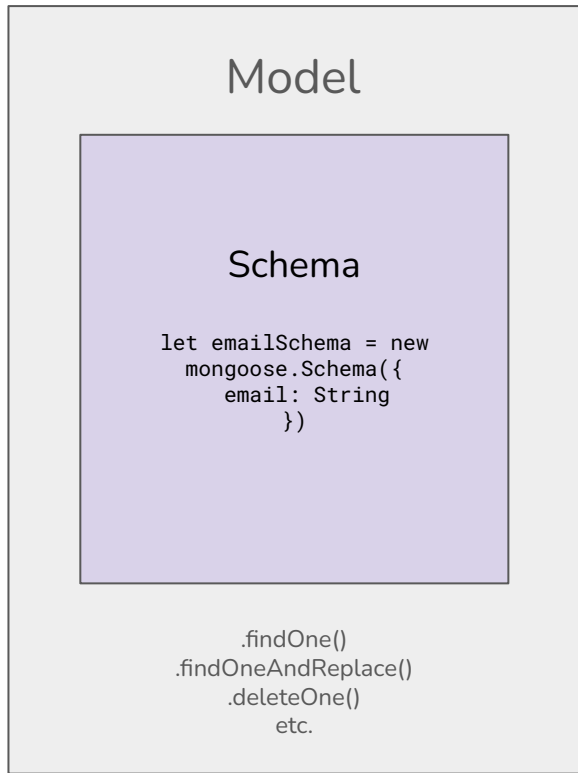 Model
Schema
let emailSchema = new
mongoose.Schema({
email: String
})
.findOne()
.findOneAndReplace()
.deleteOne()
etc.